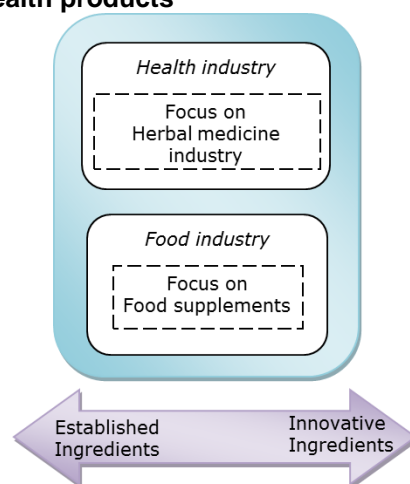 ealth products
Health industry
Focus on
Herbal medicine
industry
Food industry
Focus on
Food supplements
Established
Ingredients
Innovative
Ingredients